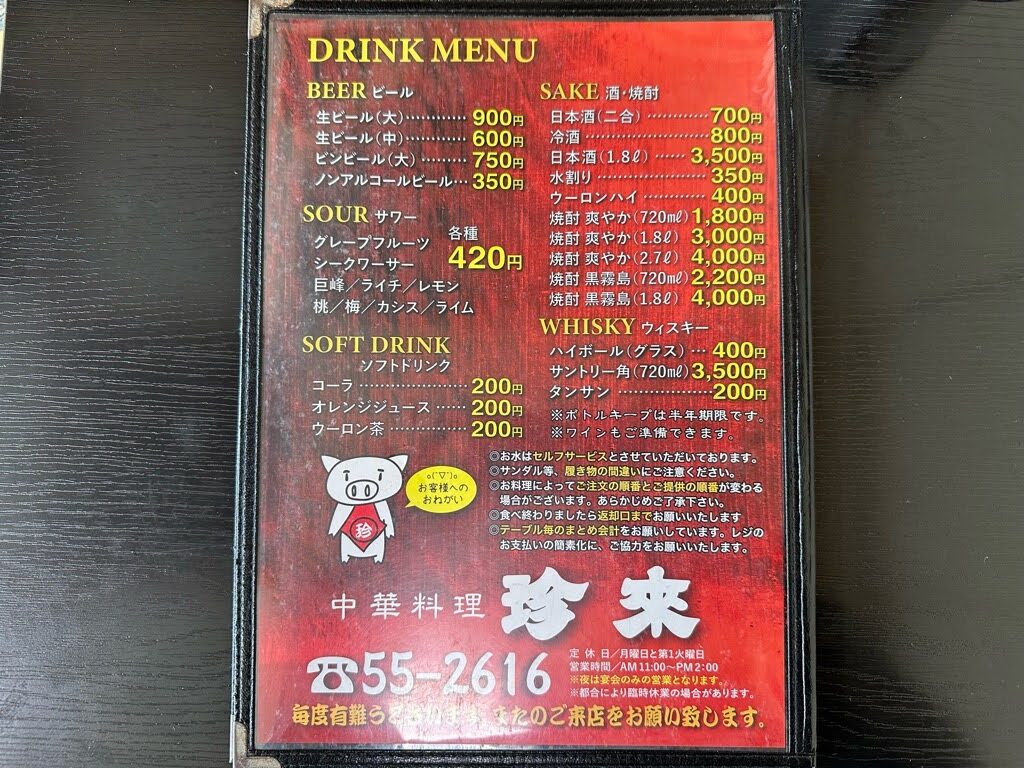 DRINK MENU
BEER ビール
生ビール(大)………… 900円
生ビール(中)………… 600円
ビンビール(大)……… 750円
ノンアルコールビール… 350円
SOUR サワー
グレープフルーツ
シークワーサー
巨峰／ライチ／レモン
桃／梅／カシス／ライム
各種
420円
SOFT DRINK
ソフトドリンク
コーラ ………………… 200円
オレンジジュース …… 200円
ウーロン茶 …………… 200円
SAKE 酒・焼酎
日本酒(二合) ………… 700円
冷酒 …………………… 800円
日本酒(1.8ℓ) …… 3,500円
水割り ………………… 350円
ウーロンハイ ………… 400円
焼酎 爽やか(720㎖) 1,800円
焼酎 爽やか(1.8ℓ) 3,000円
焼酎 爽やか(2.7ℓ) 4,000円
焼酎 黒霧島(720㎖) 2,200円
焼酎 黒霧島(1.8ℓ) 4,000円
WHISKY ウィスキー
ハイボール(グラス) … 400円
サントリー角(720㎖) 3,500円
タンサン ……………… 200円
※ボトルキープは半年期限です。
※ワインもご準備できます。
o(ˆ▽ˆ)o
お客様への
おねがい
珍
◎お水はセルフサービスとさせていただいております。
◎サンダル等、履き物の間違いにご注意ください。
◎お料理によってご注文の順番とご提供の順番が変わる
場合がございます。あらかじめご了承下さい。
◎食べ終わりましたら返却口までお願いいたします
◎テーブル毎のまとめ会計をお願いしています。レジの
お支払いの簡素化に、ご協力をお願いいたします。
中華料理 珍来
☎55-2616
定休日／月曜日と第1火曜日
営業時間／AM11:00～PM2:00
※夜は宴会のみの営業となります。
※都合により臨時休業の場合があります。
毎度有難うございます。またのご来店をお願い致します。